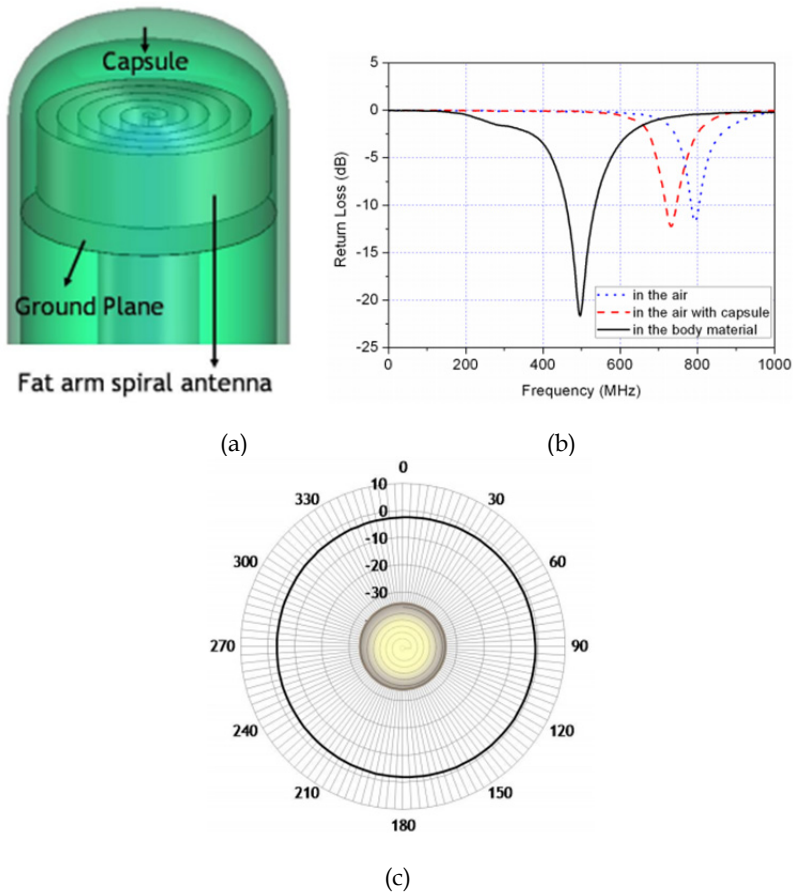 Capsule
Ground Plane
Fat arm spiral antenna
(a)
5
0
-5
-10
-15
-20
-25
Return Loss (dB)
in the air
in the air with capsule
in the body material
0 200 400 600 800 1000
Frequency (MHz)
(b)
0
30
60
90
120
150
180
210
240
270
300
330
10
0
-10
-20
-30
(c)